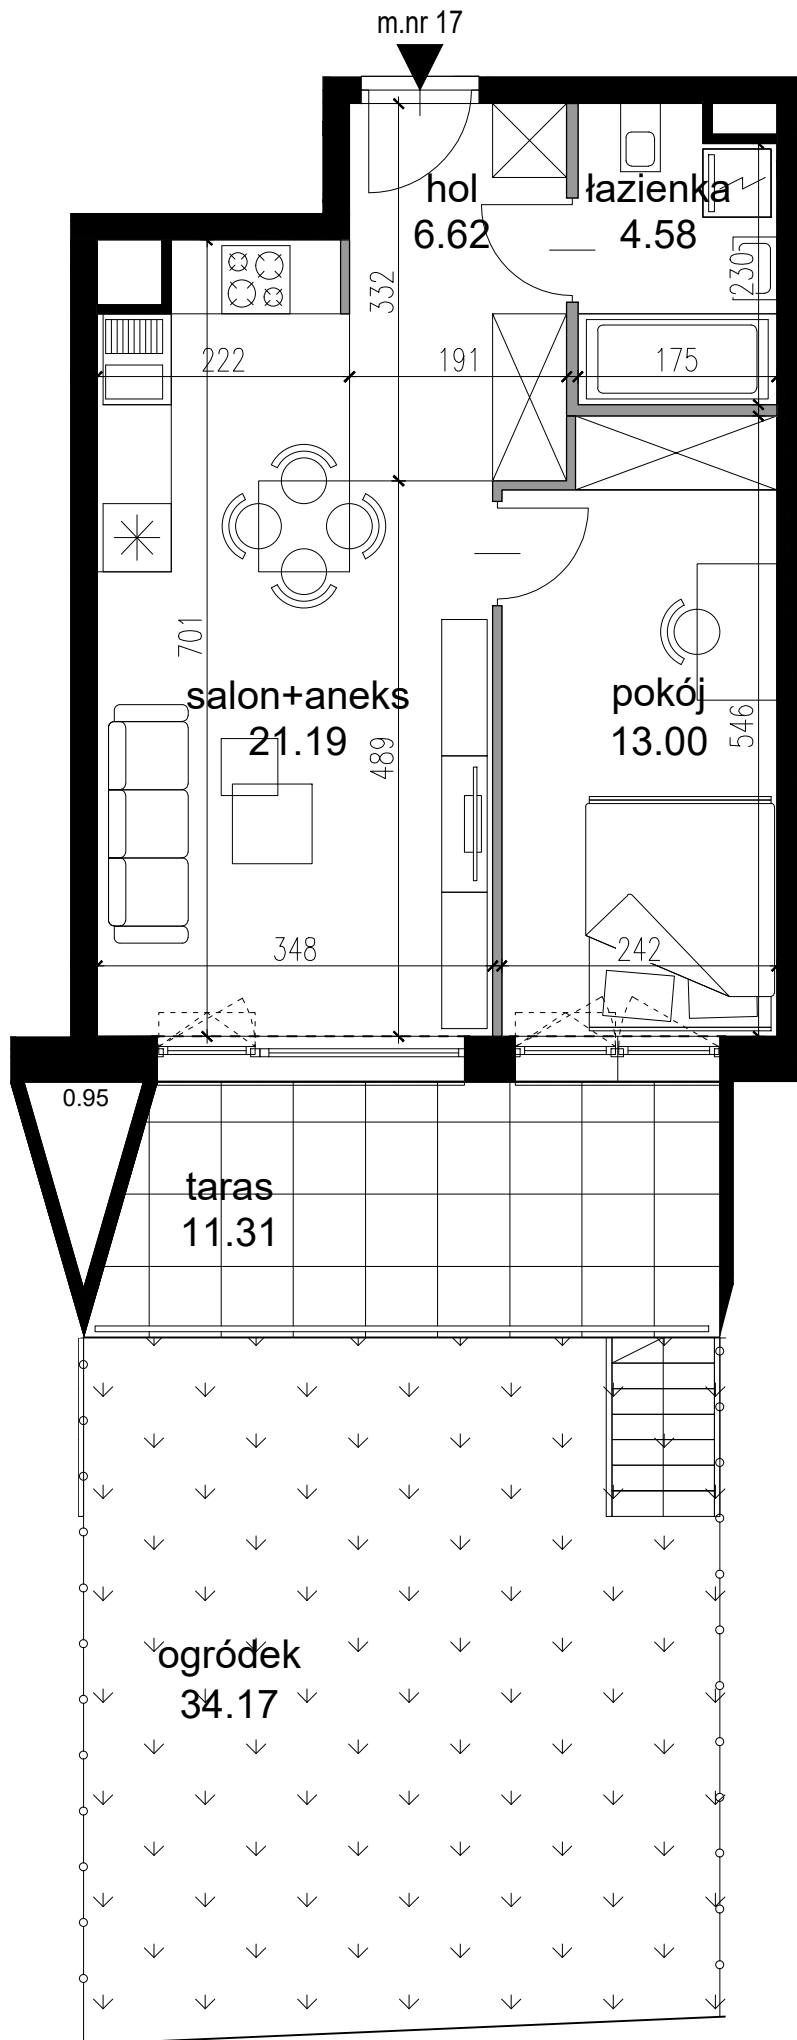 m.nr 17
hol
6.62
łazienka
4.58
332
230
222
191
175
701
salon+aneks
21.19
489
pokój
13.00
546
348
242
0.95
taras
11.31
ogródek
34.17